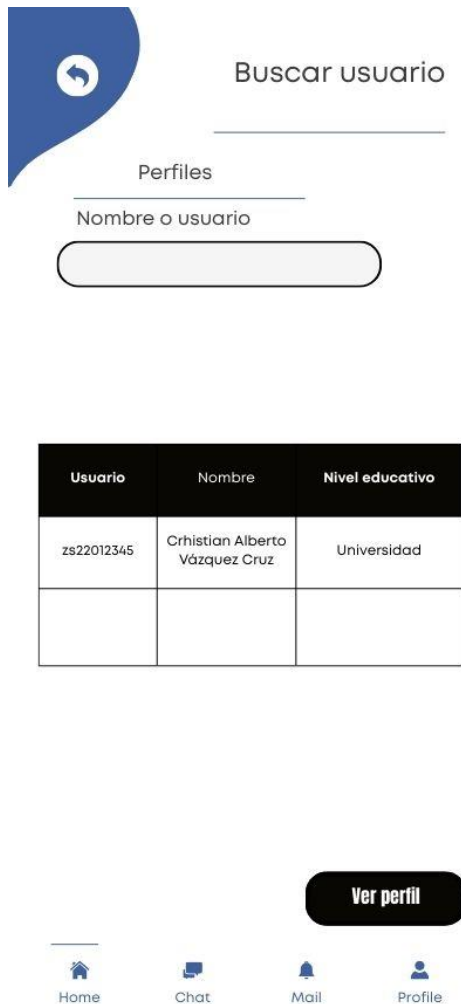 Buscar usuario
Perfiles
Nombre o usuario
Usuario Nombre Nivel educativo
zs22012345 Crhistian Alberto Vázquez Cruz Universidad
Ver perfil
Home Chat Mail Profile